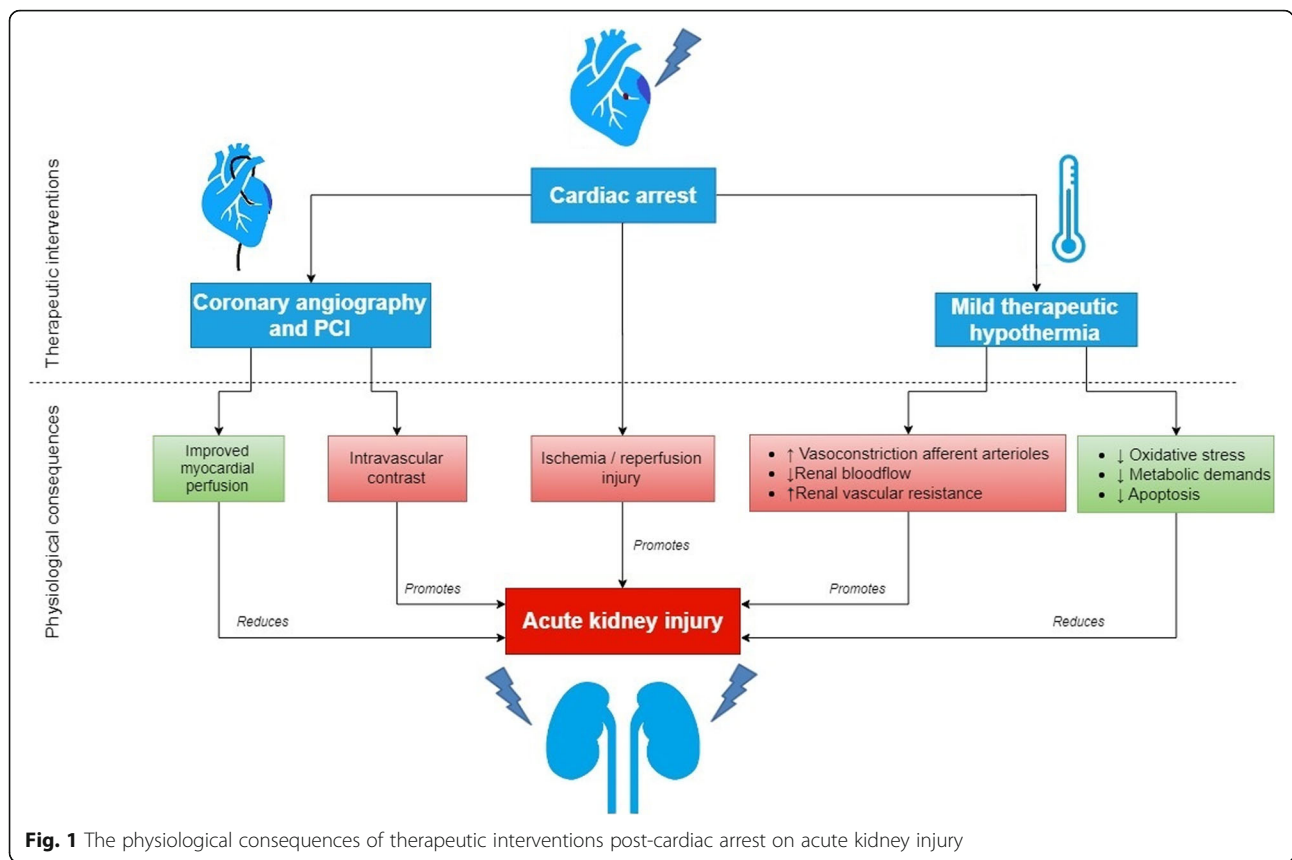 Therapeutic interventions
Cardiac arrest
Coronary angiography
and PCI
Mild therapeutic
hypothermia
Physiological consequences
Improved
myocardial
perfusion
Intravascular
contrast
Ischemia / reperfusion
injury
• ↑ Vasoconstriction afferent arterioles
• ↓Renal bloodflow
• ↑Renal vascular resistance
• ↓ Oxidative stress
• ↓ Metabolic demands
• ↓ Apoptosis
Promotes
Promotes
Promotes
Reduces
Reduces
Acute kidney injury
Fig. 1 The physiological consequences of therapeutic interventions post-cardiac arrest on acute kidney injury